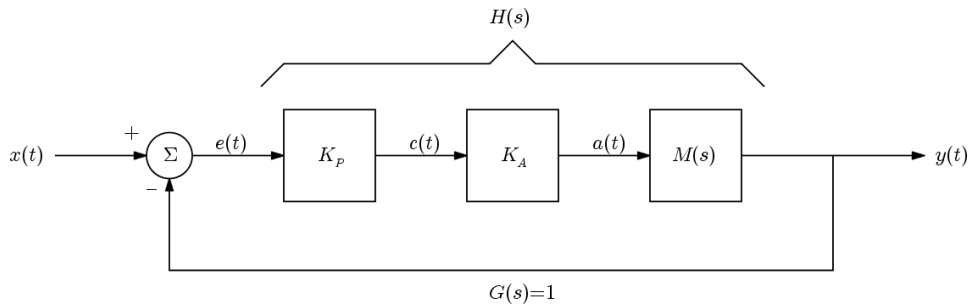 H(s)
x(t)
+
Σ
−
e(t)
K_P
c(t)
K_A
a(t)
M(s)
y(t)
G(s)=1